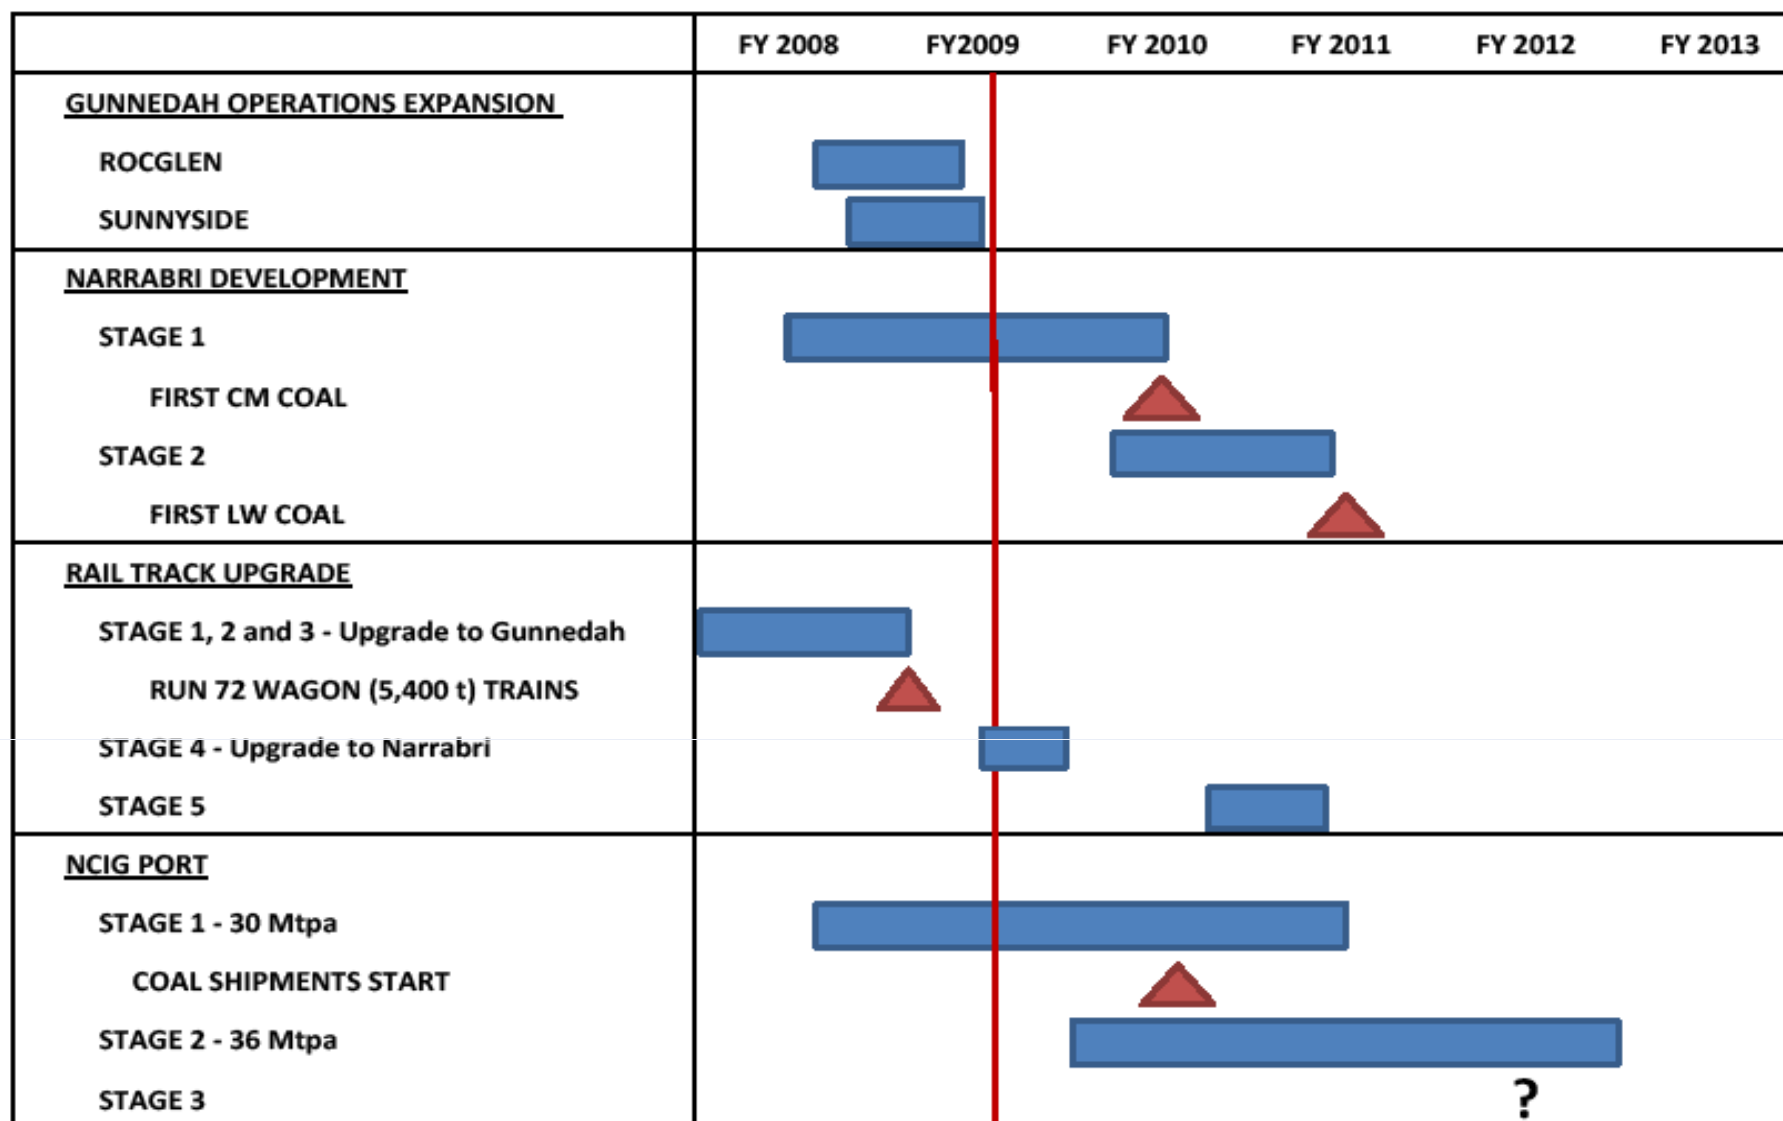 FY 2008 FY2009 FY 2010 FY 2011 FY 2012 FY 2013
GUNNEDAH OPERATIONS EXPANSION
ROCGLEN
SUNNYSIDE
NARRABRI DEVELOPMENT
STAGE 1
FIRST CM COAL
STAGE 2
FIRST LW COAL
RAIL TRACK UPGRADE
STAGE 1, 2 and 3 - Upgrade to Gunnedah
RUN 72 WAGON (5,400 t) TRAINS
STAGE 4 - Upgrade to Narrabri
STAGE 5
NCIG PORT
STAGE 1 - 30 Mtpa
COAL SHIPMENTS START
STAGE 2 - 36 Mtpa
STAGE 3 ?